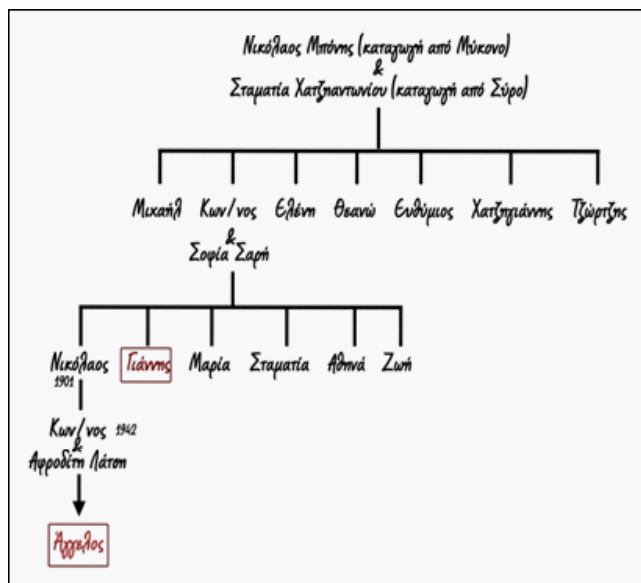 Νικόλαος Μπόνης (καταγωγή από Μύκονο)
&
Σταματία Χατζηαντωνίου (καταγωγή από Σύρο)
Μιχαήλ Κων/νος Ελένη Θεανώ Ευθύμιος Χατζηγιάννης Τζώρτζης
&
Σοφία Σαρή
Νικόλαος Γιάννης Μαρία Σταματία Αθηνά Ζωή
1901
Κων/νος 1942
&
Αφροδίτη Λάτση
Άγγελος